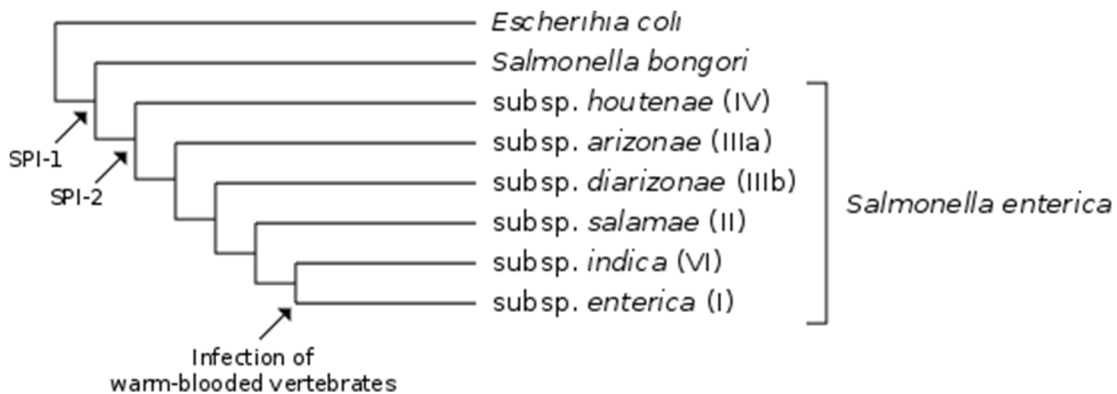 Escherihia coli
Salmonella bongori
subsp. houtenae (IV)
subsp. arizonae (IIIa)
subsp. diarizonae (IIIb)
subsp. salamae (II)
subsp. indica (VI)
subsp. enterica (I)
Salmonella enterica
SPI-1
SPI-2
Infection of
warm-blooded vertebrates